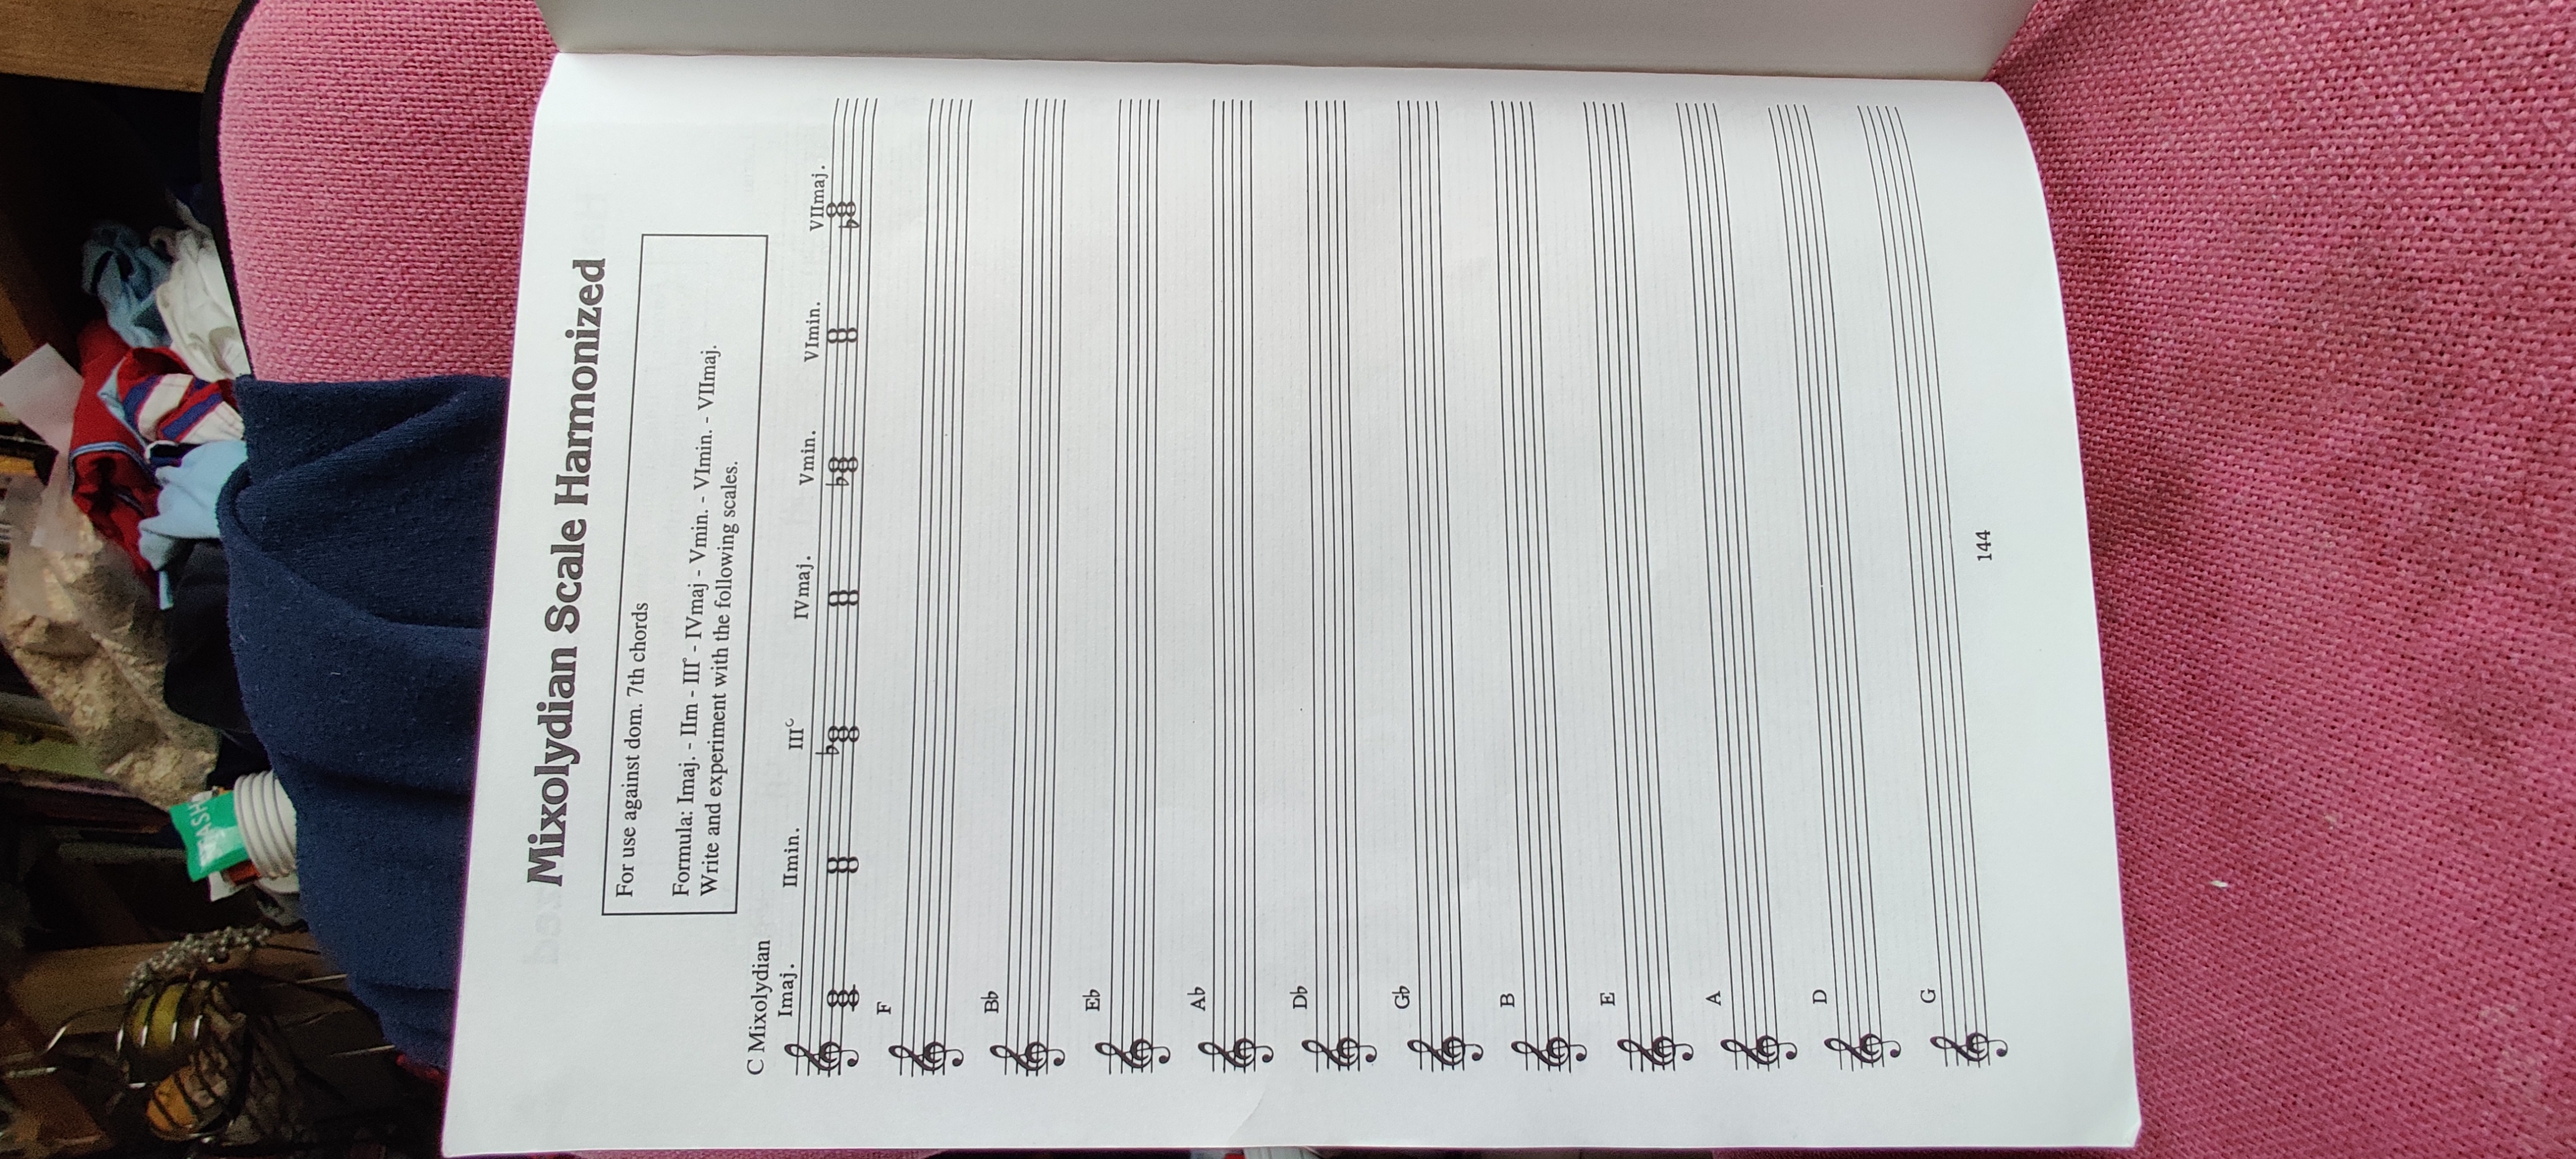 Mixolydian Scale Harmonized
For use against dom. 7th chords
Formula: Imaj. - IIm - III° - IVmaj - Vmin. - VImin. - VIImaj.
Write and experiment with the following scales.
C Mixolydian
Imaj. IImin. III° IVmaj. Vmin. VImin. VIImaj.
F
B♭
E♭
A♭
D♭
G♭
B
E
A
D
G
144